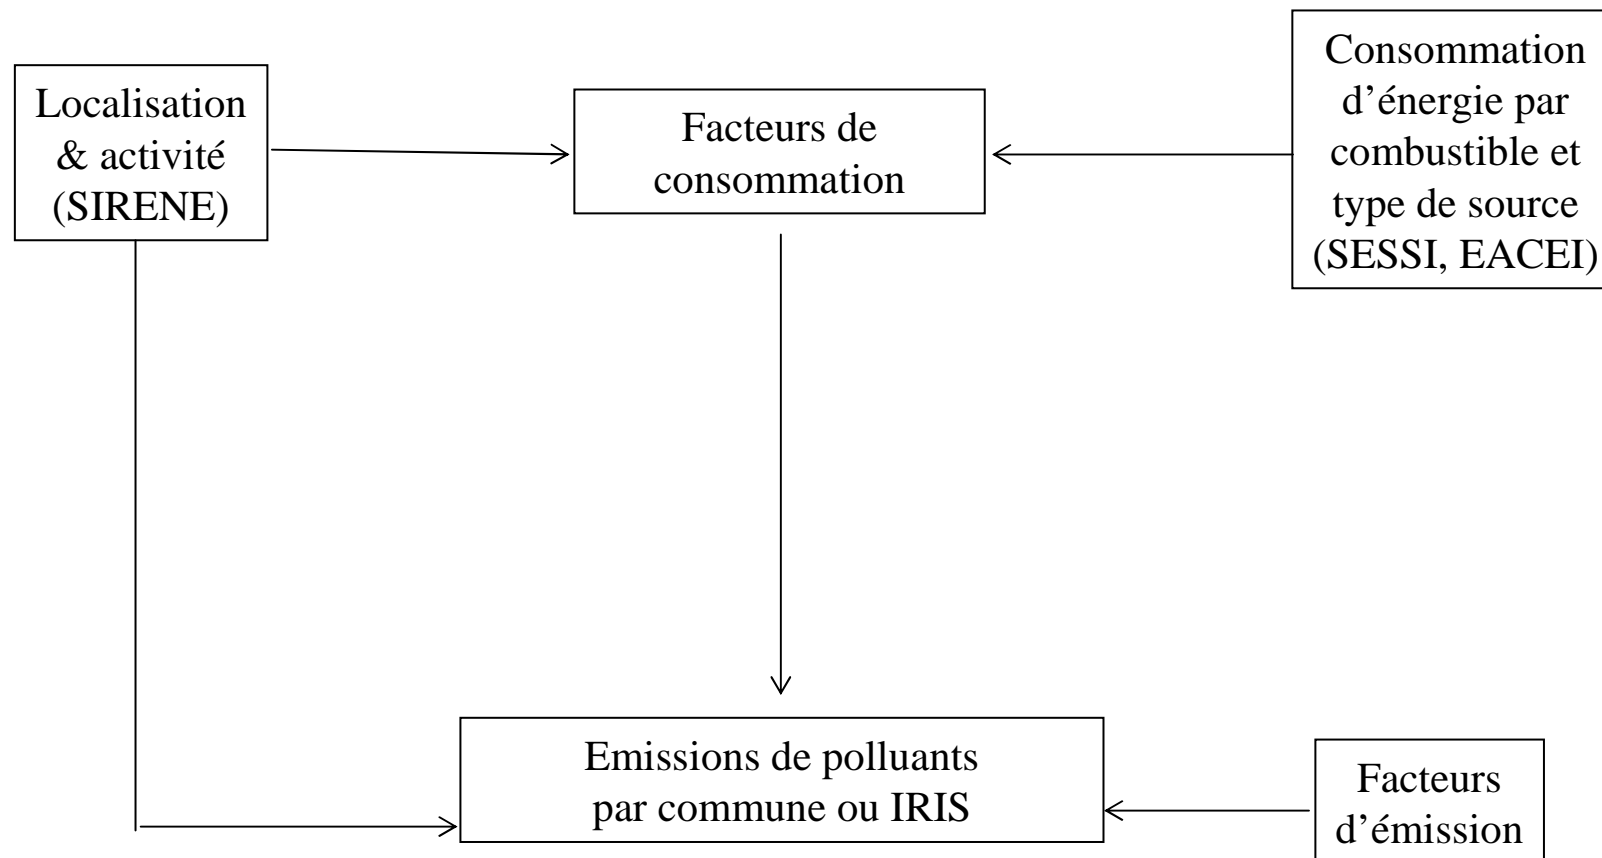 Localisation
& activité
(SIRENE)
Facteurs de
consommation
Consommation
d’énergie par
combustible et
type de source
(SESSI, EACEI)
Emissions de polluants
par commune ou IRIS
Facteurs
d’émission